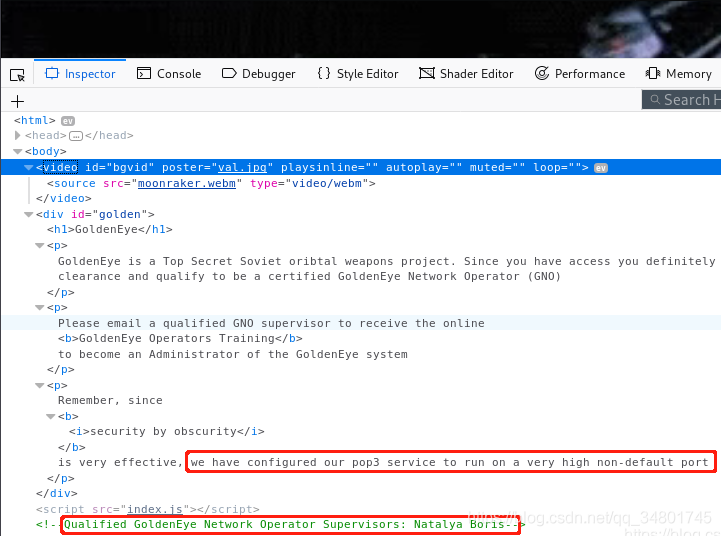 Inspector Console Debugger { } Style Editor Shader Editor Performance Memory
+ Search H
<html> ev
<head> … </head>
<body>
<video id="bgvid" poster="val.jpg" playsinline="" autoplay="" muted="" loop=""> ev
<source src="moonraker.webm" type="video/webm">
</video>
<div id="golden">
<h1>GoldenEye</h1>
<p>
GoldenEye is a Top Secret Soviet oribtal weapons project. Since you have access you definitely
clearance and qualify to be a certified GoldenEye Network Operator (GNO)
</p>
<p>
Please email a qualified GNO supervisor to receive the online
<b>GoldenEye Operators Training</b>
to become an Administrator of the GoldenEye system
</p>
<p>
Remember, since
<b>
<i>security by obscurity</i>
</b>
is very effective, we have configured our pop3 service to run on a very high non-default port
</p>
</div>
<script src="index.js"></script>
<!--Qualified GoldenEye Network Operator Supervisors: Natalya Boris-->
https://blog.csdn.net/qq_34801745
https://blog.cs